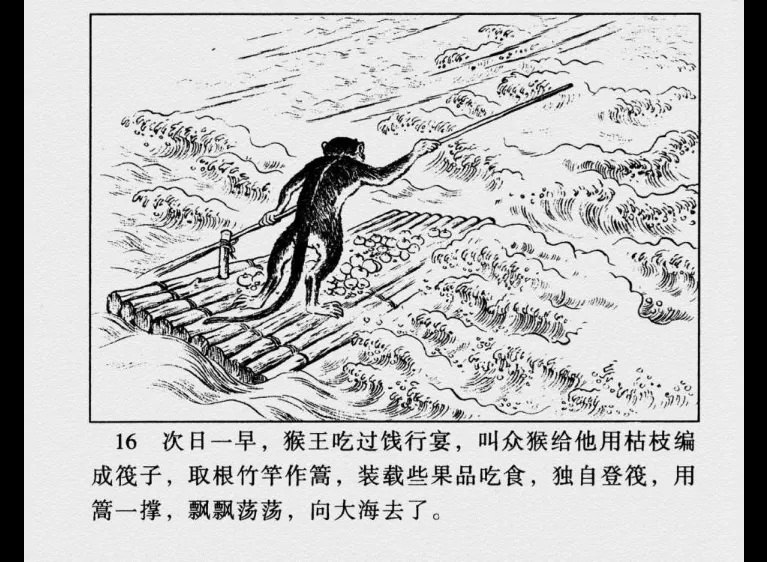 16 次日一早，猴王吃过饯行宴，叫众猴给他用枯枝编
成筏子，取根竹竿作篙，装载些果品吃食，独自登筏，用
篙一撑，飘飘荡荡，向大海去了。